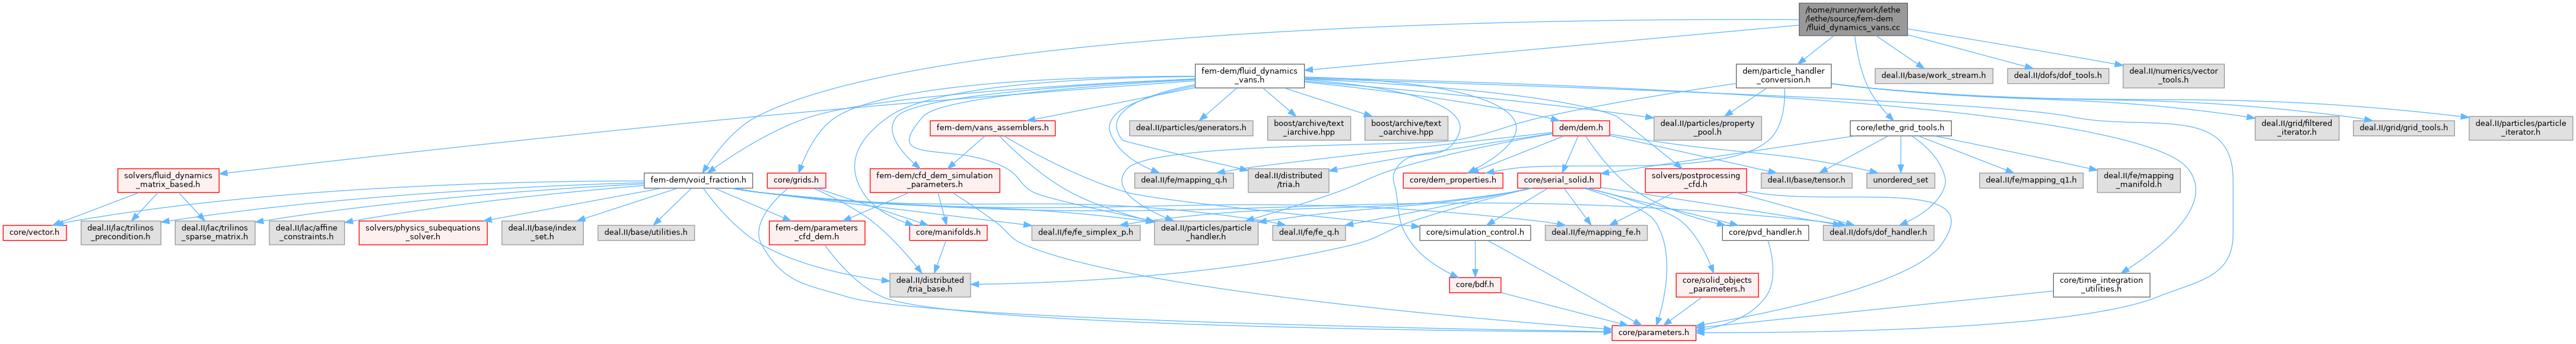 /home/runner/work/lethe
/lethe/source/fem-dem
/fluid_dynamics_vans.cc
fem-dem/fluid_dynamics
_vans.h
dem/particle_handler
_conversion.h
deal.II/base/work_stream.h
deal.II/dofs/dof_tools.h
deal.II/numerics/vector
_tools.h
fem-dem/vans_assemblers.h
deal.II/particles/generators.h
boost/archive/text
_iarchive.hpp
boost/archive/text
_oarchive.hpp
dem/dem.h
deal.II/particles/property
_pool.h
core/lethe_grid_tools.h
deal.II/grid/filtered
_iterator.h
deal.II/grid/grid_tools.h
deal.II/particles/particle
_iterator.h
solvers/fluid_dynamics
_matrix_based.h
fem-dem/void_fraction.h
core/grids.h
fem-dem/cfd_dem_simulation
_parameters.h
deal.II/fe/mapping_q.h
deal.II/distributed
/tria.h
core/dem_properties.h
core/serial_solid.h
solvers/postprocessing
_cfd.h
deal.II/base/tensor.h
unordered_set
deal.II/fe/mapping_q1.h
deal.II/fe/mapping
_manifold.h
core/vector.h
deal.II/lac/trilinos
_precondition.h
deal.II/lac/trilinos
_sparse_matrix.h
deal.II/lac/affine
_constraints.h
solvers/physics_subequations
_solver.h
deal.II/base/index
_set.h
deal.II/base/utilities.h
fem-dem/parameters
_cfd_dem.h
core/manifolds.h
deal.II/fe/fe_simplex_p.h
deal.II/particles/particle
_handler.h
deal.II/fe/fe_q.h
core/simulation_control.h
deal.II/fe/mapping_fe.h
core/pvd_handler.h
deal.II/dofs/dof_handler.h
deal.II/distributed
/tria_base.h
core/bdf.h
core/solid_objects
_parameters.h
core/time_integration
_utilities.h
core/parameters.h